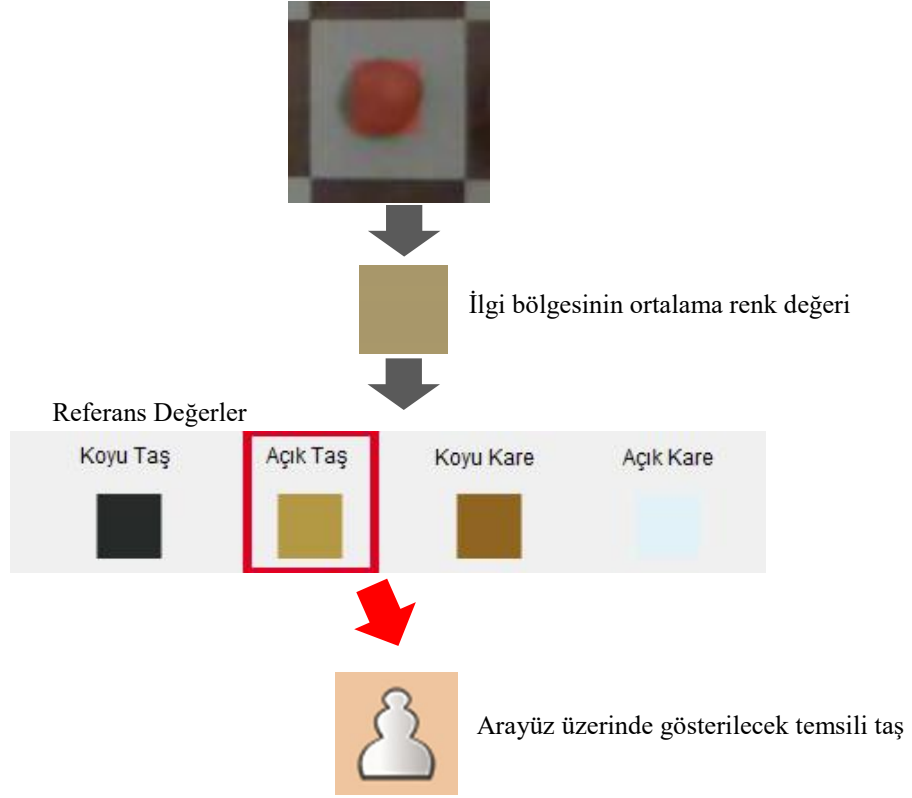 İlgi bölgesinin ortalama renk değeri
Referans Değerler
Koyu Taş
Açık Taş
Koyu Kare
Açık Kare
Arayüz üzerinde gösterilecek temsili taş